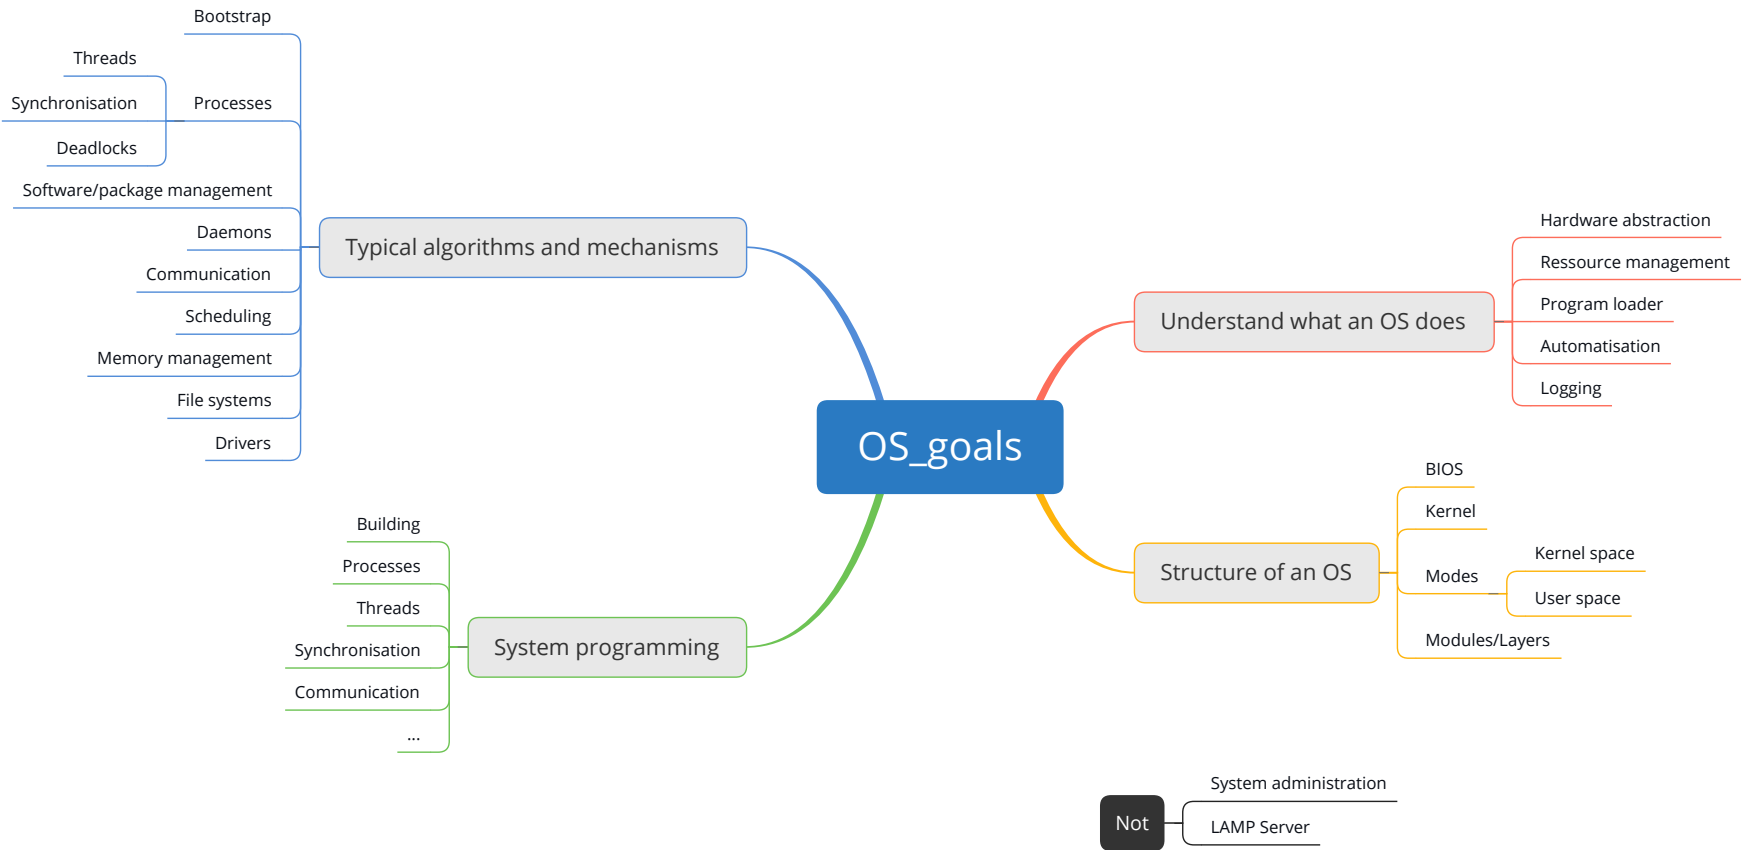 OS_goals
Understand what an OS does
Hardware abstraction
Ressource management
Program loader
Automatisation
Logging
Structure of an OS
BIOS
Kernel
Modes
Kernel space
User space
Modules/Layers
Typical algorithms and mechanisms
Bootstrap
Processes
Threads
Synchronisation
Deadlocks
Software/package management
Daemons
Communication
Scheduling
Memory management
File systems
Drivers
System programming
Building
Processes
Threads
Synchronisation
Communication
...
Not
System administration
LAMP Server